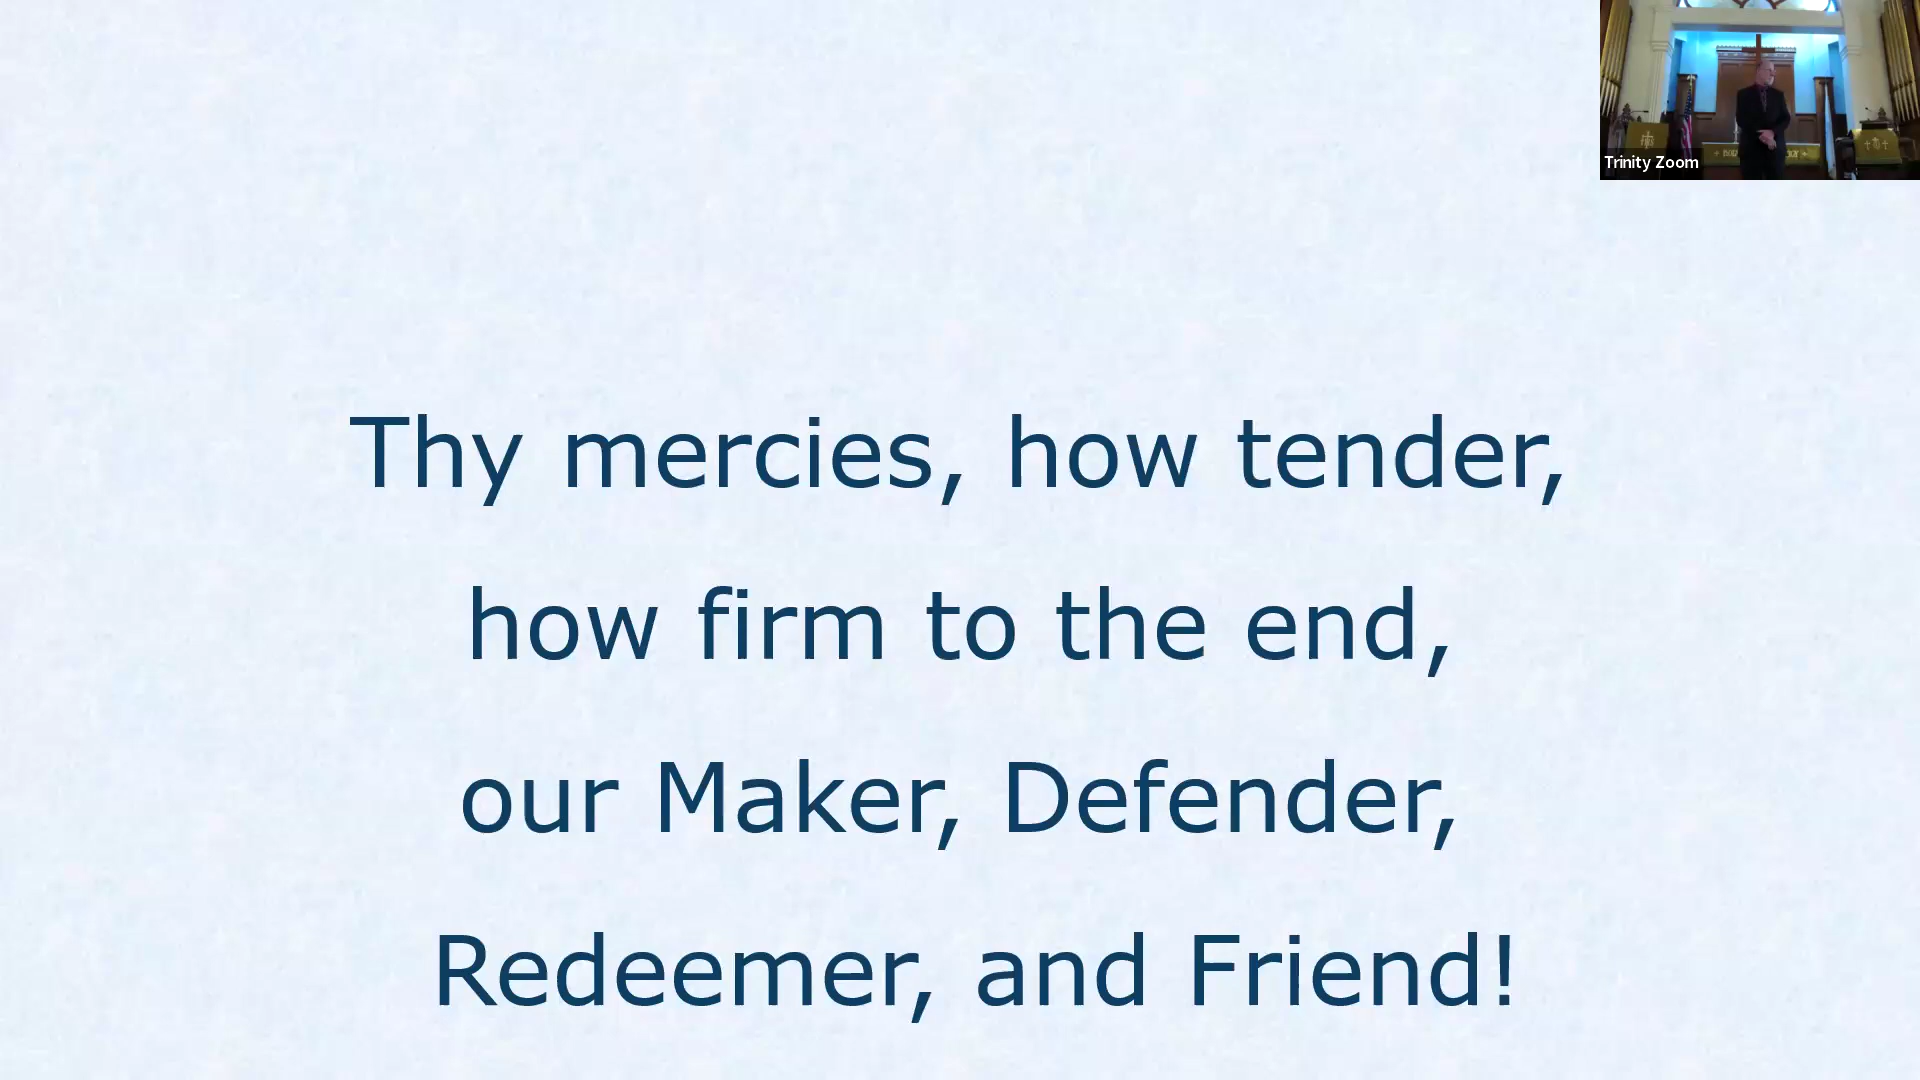 Trinity Zoom
Thy mercies, how tender,
how firm to the end,
our Maker, Defender,
Redeemer, and Friend!